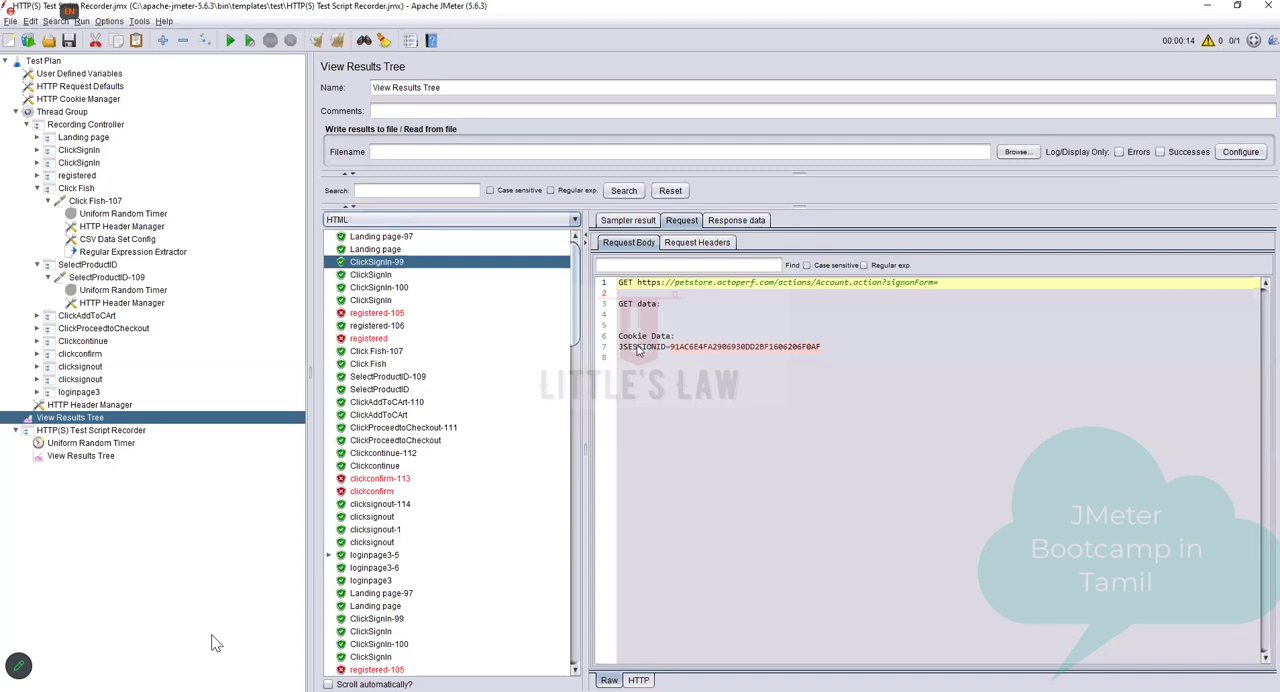 HTTP(S) Test Script Recorder.jmx (C:\apache-jmeter-5.6.3\bin\templates\test\HTTP(S) Test Script Recorder.jmx) - Apache JMeter (5.6.3)
EN
File Edit Search Run Options Tools Help
00:00:14 0 0/1
Test Plan
User Defined Variables
HTTP Request Defaults
HTTP Cookie Manager
Thread Group
Recording Controller
Landing page
ClickSignIn
ClickSignIn
registered
Click Fish
Click Fish-107
Uniform Random Timer
HTTP Header Manager
CSV Data Set Config
Regular Expression Extractor
SelectProductID
SelectProductID-109
Uniform Random Timer
HTTP Header Manager
ClickAddToCArt
ClickProceedtoCheckout
Clickcontinue
clickconfirm
clicksignout
clicksignout
loginpage3
HTTP Header Manager
View Results Tree
HTTP(S) Test Script Recorder
Uniform Random Timer
View Results Tree
View Results Tree
Name: View Results Tree
Comments:
Write results to file / Read from file
Filename Browse... Log/Display Only: Errors Successes Configure
Search: Case sensitive Regular exp. Search Reset
HTML
Landing page-97
Landing page
ClickSignIn-99
ClickSignIn
ClickSignIn-100
ClickSignIn
registered-105
registered-106
registered
Click Fish-107
Click Fish
SelectProductID-109
SelectProductID
ClickAddToCArt-110
ClickAddToCArt
ClickProceedtoCheckout-111
ClickProceedtoCheckout
Clickcontinue-112
Clickcontinue
clickconfirm-113
clickconfirm
clicksignout-114
clicksignout
clicksignout-1
clicksignout
loginpage3-5
loginpage3-6
loginpage3
Landing page-97
Landing page
ClickSignIn-99
ClickSignIn
ClickSignIn-100
ClickSignIn
registered-105
Scroll automatically?
Sampler result Request Response data
Request Body Request Headers
Find Case sensitive Regular exp.
1 GET https://petstore.octoperf.com/actions/Account.action?signonForm=
2
3 GET data:
4
5
6 Cookie Data:
7 JSESSIONID=91AC6E4FA2906930DD2BF1606206F0AF
8
LITTLE'S LAW
JMeter
Bootcamp in
Tamil
Raw HTTP